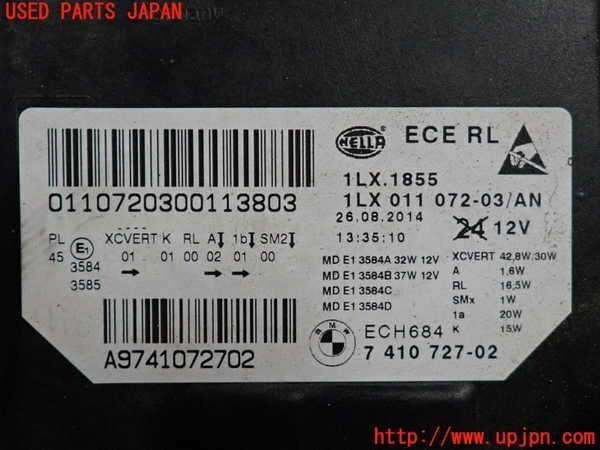 USED PARTS JAPAN
HELLA ECE RL
1LX.1855
0110720300113803 1LX 011 072-03/AN
26.08.2014
13:35:10 24 12V
PL XCVERT K RL A 1b SM2
45 E1 01 01 00 02 01 00
3584
3585
MD E1 3584A 32W 12V
MD E1 3584B 37W 12V
MD E1 3584C
MD E1 3584D
XCVERT 42,8W/30W
A 1,6W
RL 16,5W
SMx 1W
1a 20W
K 15W
A9741072702
BMW ECH684
7 410 727-02
UPJ
http://www.upjpn.com/